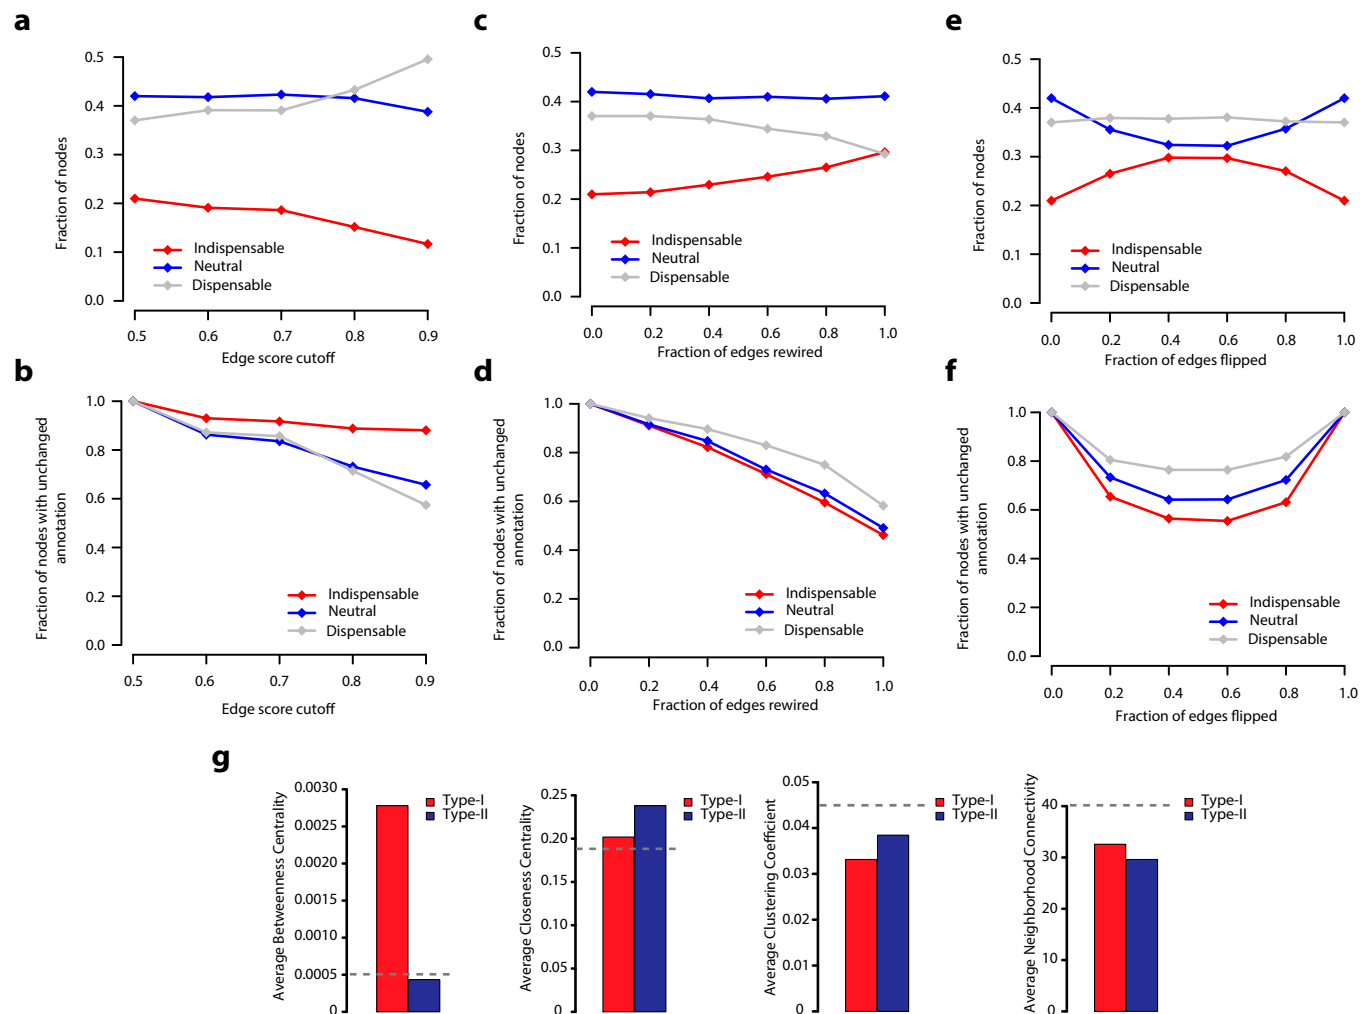 a
Fraction of nodes
0.5
0.4
0.3
0.2
0.1
0.0
Indispensable
Neutral
Dispensable
0.5 0.6 0.7 0.8 0.9
Edge score cutoff
c
Fraction of nodes
0.5
0.4
0.3
0.2
0.1
0.0
Indispensable
Neutral
Dispensable
0.0 0.2 0.4 0.6 0.8 1.0
Fraction of edges rewired
e
Fraction of nodes
0.5
0.4
0.3
0.2
0.1
0.0
Indispensable
Neutral
Dispensable
0.0 0.2 0.4 0.6 0.8 1.0
Fraction of edges flipped
b
Fraction of nodes with unchanged
annotation
1.0
0.8
0.6
0.4
0.2
0.0
Indispensable
Neutral
Dispensable
0.5 0.6 0.7 0.8 0.9
Edge score cutoff
d
Fraction of nodes with unchanged
annotation
1.0
0.8
0.6
0.4
0.2
0.0
Indispensable
Neutral
Dispensable
0.0 0.2 0.4 0.6 0.8 1.0
Fraction of edges rewired
f
Fraction of nodes with unchanged
annotation
1.0
0.8
0.6
0.4
0.2
0.0
Indispensable
Neutral
Dispensable
0.0 0.2 0.4 0.6 0.8 1.0
Fraction of edges flipped
g
Average Betweenness Centrality
0.0030
0.0025
0.0020
0.0015
0.0010
0.0005
0
Type-I
Type-II
Average Closeness Centrality
0.25
0.20
0.15
0.10
0.05
0
Type-I
Type-II
Average Clustering Coefficient
0.05
0.04
0.03
0.02
0.01
0
Type-I
Type-II
Average Neighborhood Connectivity
40
30
20
10
0
Type-I
Type-II